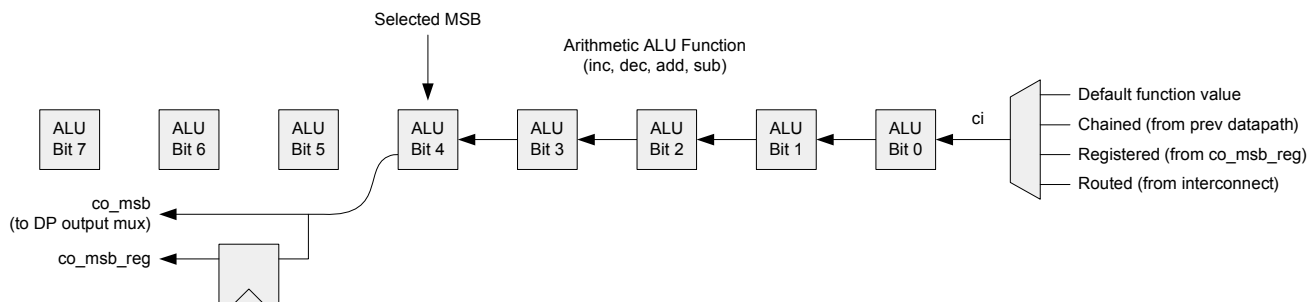 Selected MSB
Arithmetic ALU Function
(inc, dec, add, sub)
ALU
Bit 7
ALU
Bit 6
ALU
Bit 5
ALU
Bit 4
ALU
Bit 3
ALU
Bit 2
ALU
Bit 1
ALU
Bit 0
ci
Default function value
Chained (from prev datapath)
Registered (from co_msb_reg)
Routed (from interconnect)
co_msb
(to DP output mux)
co_msb_reg